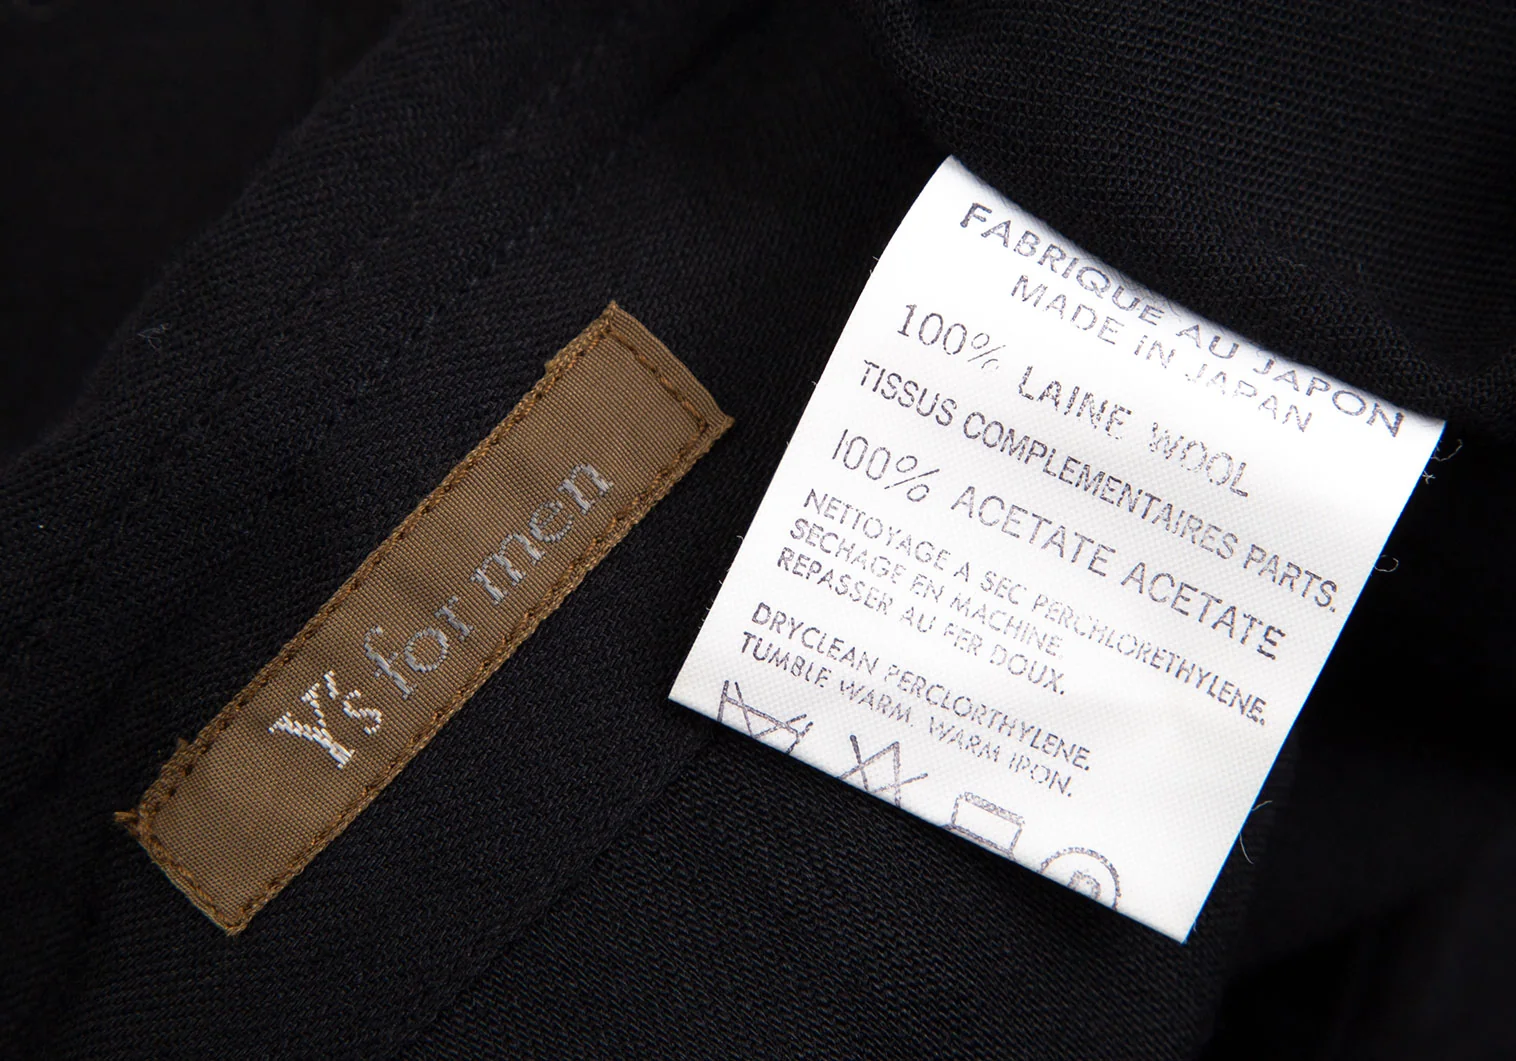 Y's for men
FABRIQUE AU JAPON
MADE IN JAPAN
100% LAINE WOOL
TISSUS COMPLEMENTAIRES PARTS.
100% ACETATE ACETATE
NETTOYAGE A SEC PERCHLORETHYLENE.
SECHAGE EN MACHINE
REPASSER AU FER DOUX.
DRYCLEAN PERCLORTHYLENE.
TUMBLE WARM. WARM IRON.